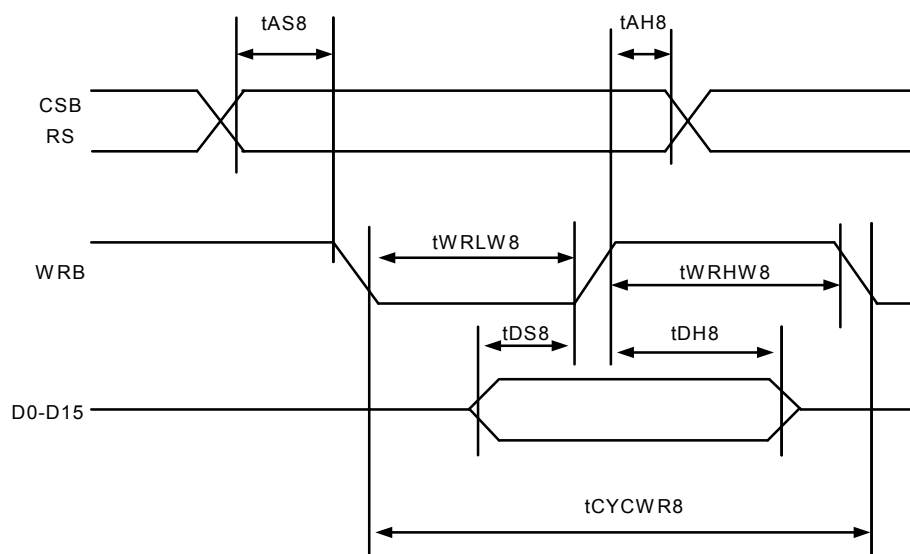 tAS8
tAH8
CSB
RS
tWRLW8
WRB
tWRHW8
tDS8
tDH8
D0-D15
tCYCWR8